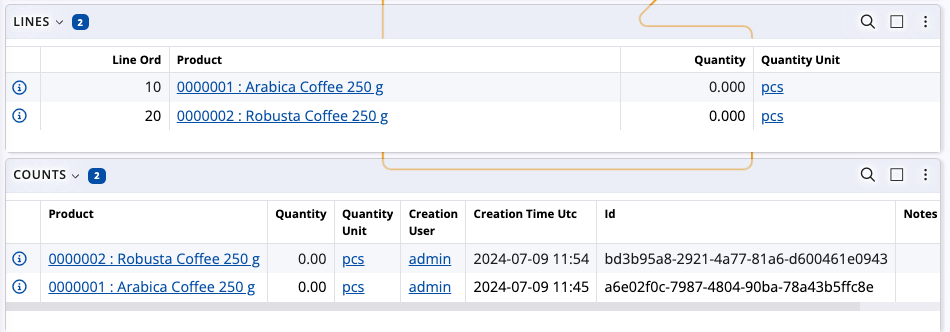 LINES 2
Line Ord Product Quantity Quantity Unit
10 0000001 : Arabica Coffee 250 g 0.000 pcs
20 0000002 : Robusta Coffee 250 g 0.000 pcs
COUNTS 2
Product Quantity Quantity Unit Creation User Creation Time Utc Id Notes
0000002 : Robusta Coffee 250 g 0.00 pcs admin 2024-07-09 11:54 bd3b95a8-2921-4a77-81a6-d600461e0943
0000001 : Arabica Coffee 250 g 0.00 pcs admin 2024-07-09 11:45 a6e02f0c-7987-4804-90ba-78a43b5ffc8e